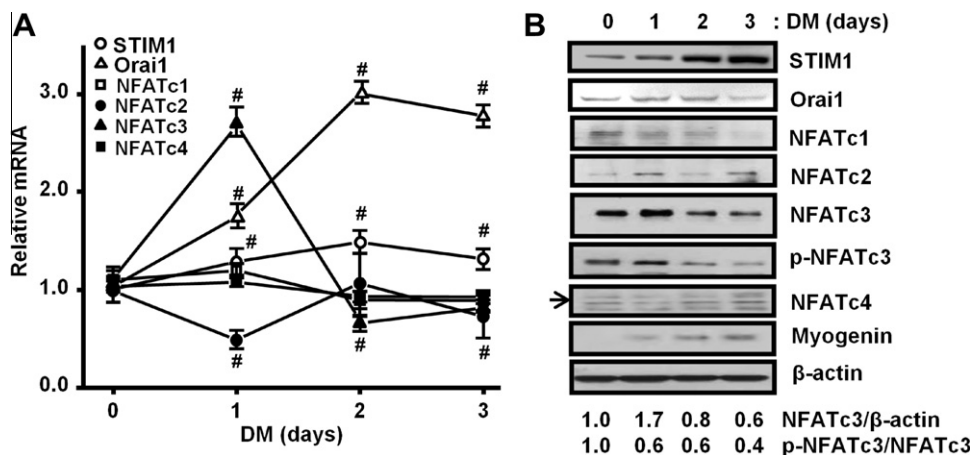 A
STIM1
Orai1
NFATc1
NFATc2
NFATc3
NFATc4
Relative mRNA
3.0
2.0
1.0
0.0
# # # # # # # # # #
0 1 2 3
DM (days)
B
0 1 2 3 : DM (days)
STIM1
Orai1
NFATc1
NFATc2
NFATc3
p-NFATc3
NFATc4
Myogenin
β-actin
1.0 1.7 0.8 0.6 NFATc3/β-actin
1.0 0.6 0.6 0.4 p-NFATc3/NFATc3